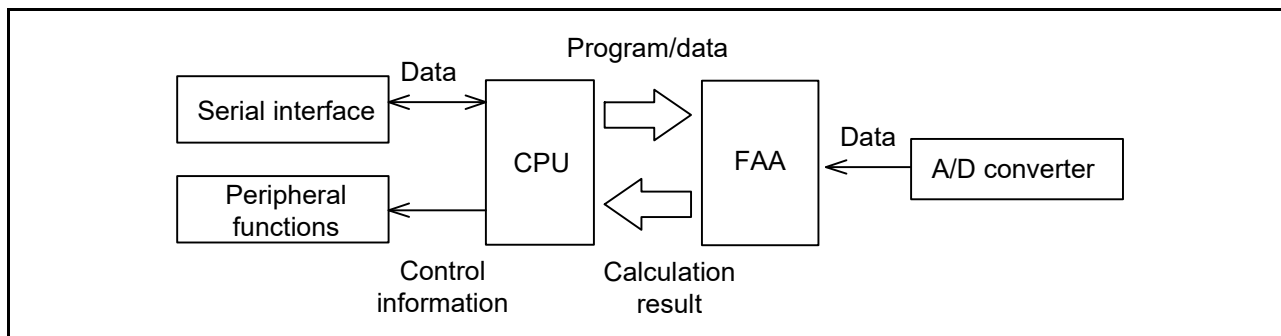 Program/data
Data
Serial interface
CPU
FAA
Data
A/D converter
Peripheral
functions
Control
information
Calculation
result